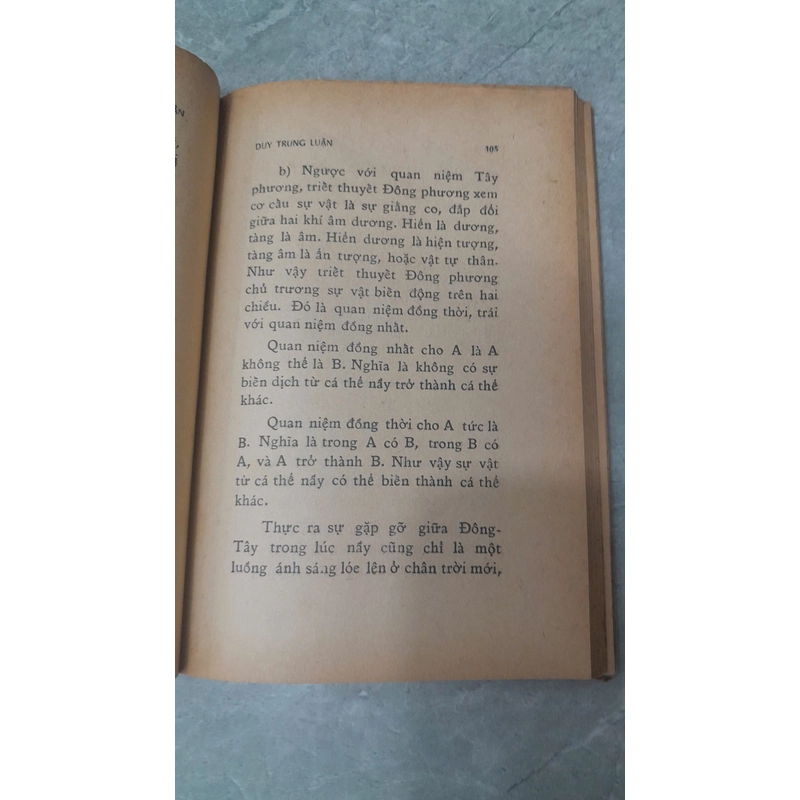 DUY TRUNG LUẬN 105
b) Ngược với quan niệm Tây
phương, triết thuyết Đông phương xem
cơ cấu sự vật là sự giằng co, đắp đổi
giữa hai khí âm dương. Hiển là dương,
tàng là âm. Hiển dương là hiện tượng,
tàng âm là ẩn tượng, hoặc vật tự thân.
Như vậy triết thuyết Đông phương
chủ trương sự vật biến động trên hai
chiều. Đó là quan niệm đồng thời, trái
với quan niệm đồng nhất.
Quan niệm đồng nhất cho A là A
không thể là B. Nghĩa là không có sự
biến dịch từ cá thể nầy trở thành cá thể
khác.
Quan niệm đồng thời cho A tức là
B. Nghĩa là trong A có B, trong B có
A, và A trở thành B. Như vậy sự vật
từ cá thể nầy có thể biến thành cá thể
khác.
Thực ra sự gặp gỡ giữa Đông-
Tây trong lúc nầy cũng chỉ là một
luồng ánh sáng lóe lên ở chân trời mới,